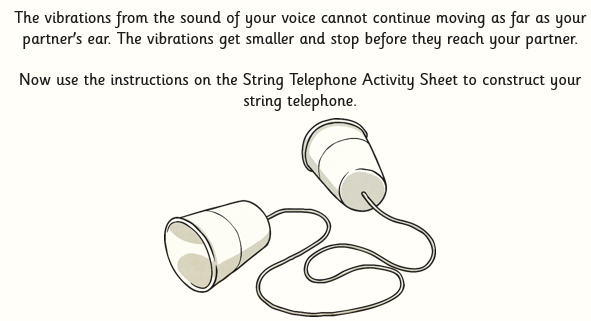 The vibrations from the sound of your voice cannot continue moving as far as your
partner's ear. The vibrations get smaller and stop before they reach your partner.
Now use the instructions on the String Telephone Activity Sheet to construct your
string telephone.